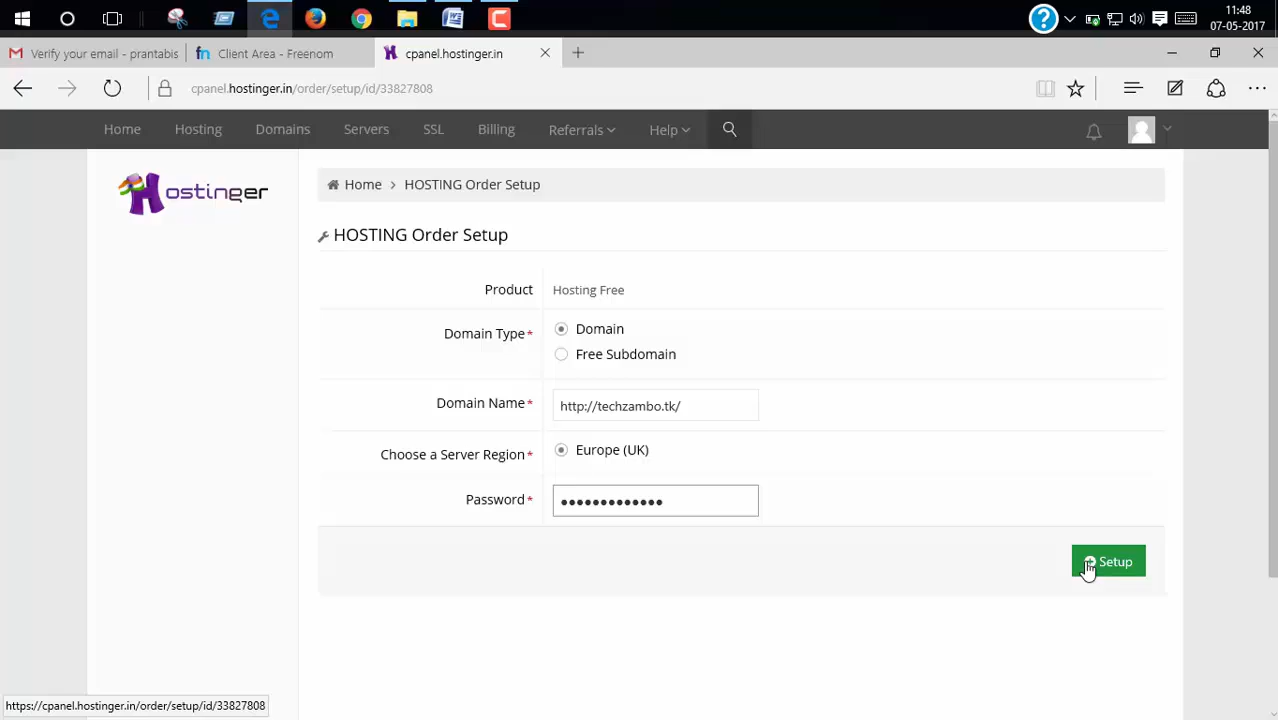 11:48
07-05-2017
Verify your email - prantabis
fn Client Area - Freenom
cpanel.hostinger.in
cpanel.hostinger.in/order/setup/id/33827808
Home Hosting Domains Servers SSL Billing Referrals Help
Hostinger
Home > HOSTING Order Setup
HOSTING Order Setup
Product Hosting Free
Domain Type* Domain
Free Subdomain
Domain Name* http://techzambo.tk/
Choose a Server Region* Europe (UK)
Password* •••••••••••••
Setup
https://cpanel.hostinger.in/order/setup/id/33827808